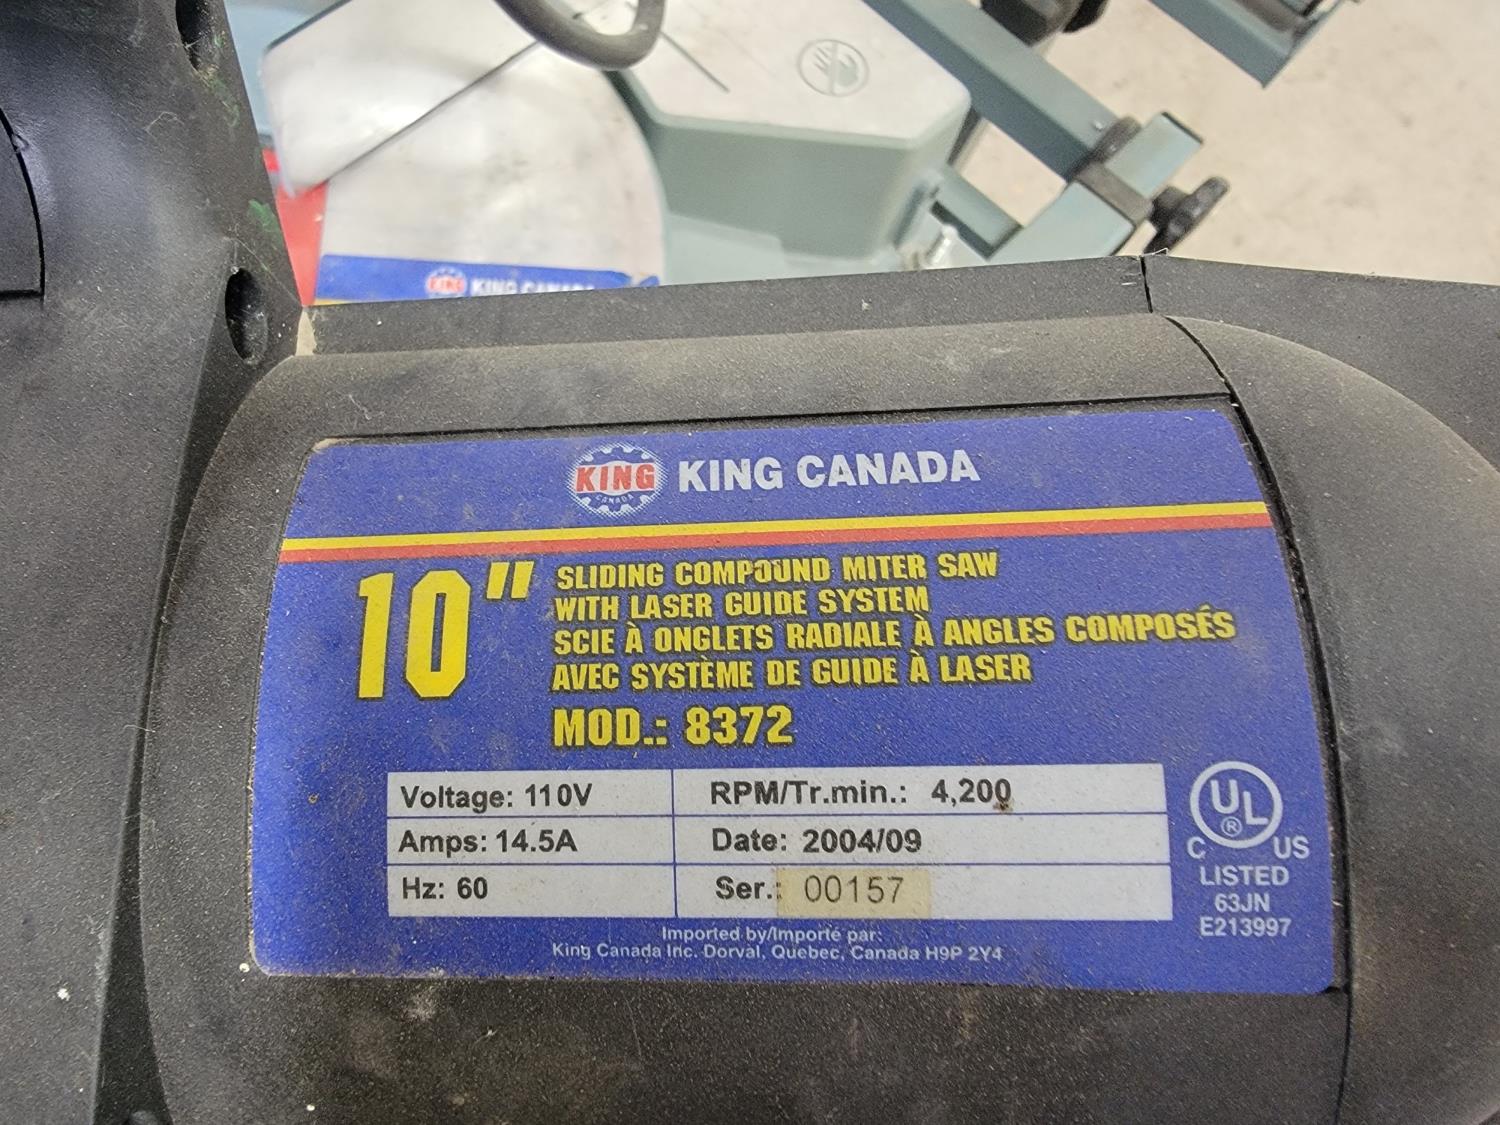 KING CANADA
KING
CANADA
KING CANADA
10"
SLIDING COMPOUND MITER SAW
WITH LASER GUIDE SYSTEM
SCIE À ONGLETS RADIALE À ANGLES COMPOSÉS
AVEC SYSTÈME DE GUIDE À LASER
MOD.: 8372
Voltage: 110V
RPM/Tr.min.: 4,200
Amps: 14.5A
Date: 2004/09
Hz: 60
Ser.: 00157
UL
®
C US
LISTED
63JN
E213997
Imported by/Importé par:
King Canada Inc. Dorval, Quebec, Canada H9P 2Y4